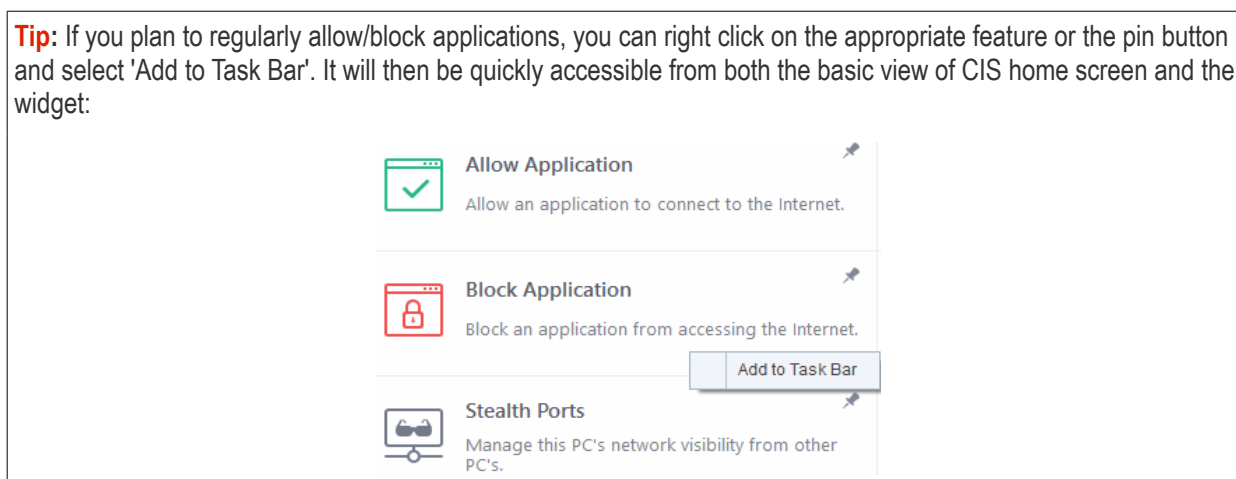 Tip: If you plan to regularly allow/block applications, you can right click on the appropriate feature or the pin button
and select 'Add to Task Bar'. It will then be quickly accessible from both the basic view of CIS home screen and the
widget:
Allow Application
Allow an application to connect to the Internet.
Block Application
Block an application from accessing the Internet.
Add to Task Bar
Stealth Ports
Manage this PC's network visibility from other
PC's.